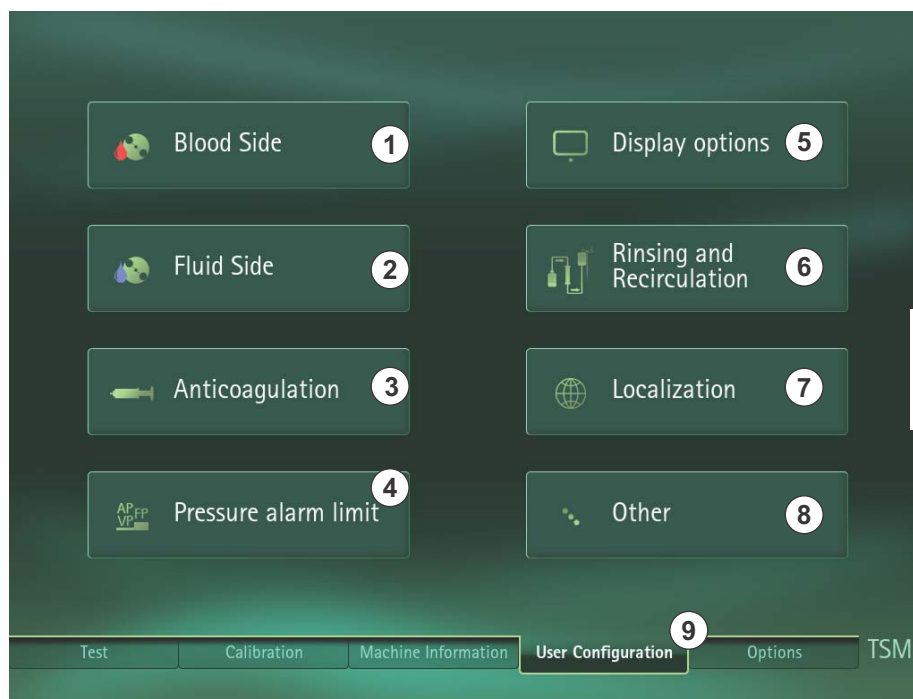 Blood Side
1
Fluid Side
2
Anticoagulation
3
AP FP
VP
Pressure alarm limit
4
Display options
5
Rinsing and
Recirculation
6
Localization
7
Other
8
Test
Calibration
Machine Information
User Configuration
9
Options
TSM